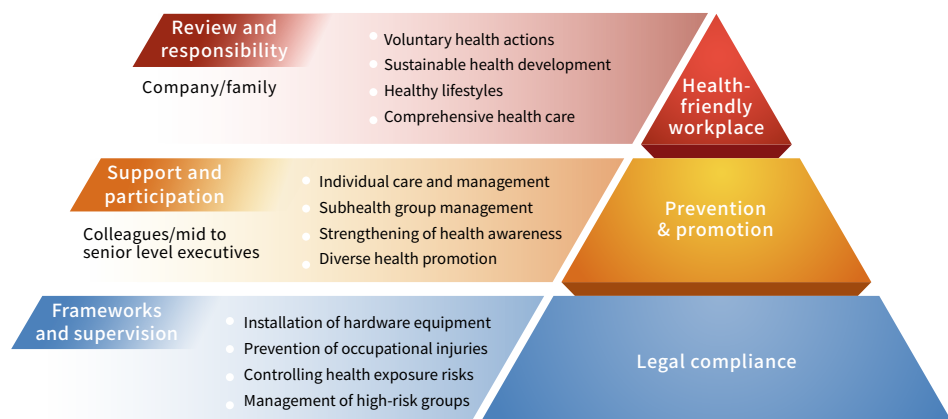 Review and
responsibility
Company/family
Voluntary health actions
Sustainable health development
Healthy lifestyles
Comprehensive health care
Health-
friendly
workplace
Support and
participation
Colleagues/mid to
senior level executives
Individual care and management
Subhealth group management
Strengthening of health awareness
Diverse health promotion
Prevention
& promotion
Frameworks
and supervision
Installation of hardware equipment
Prevention of occupational injuries
Controlling health exposure risks
Management of high-risk groups
Legal compliance